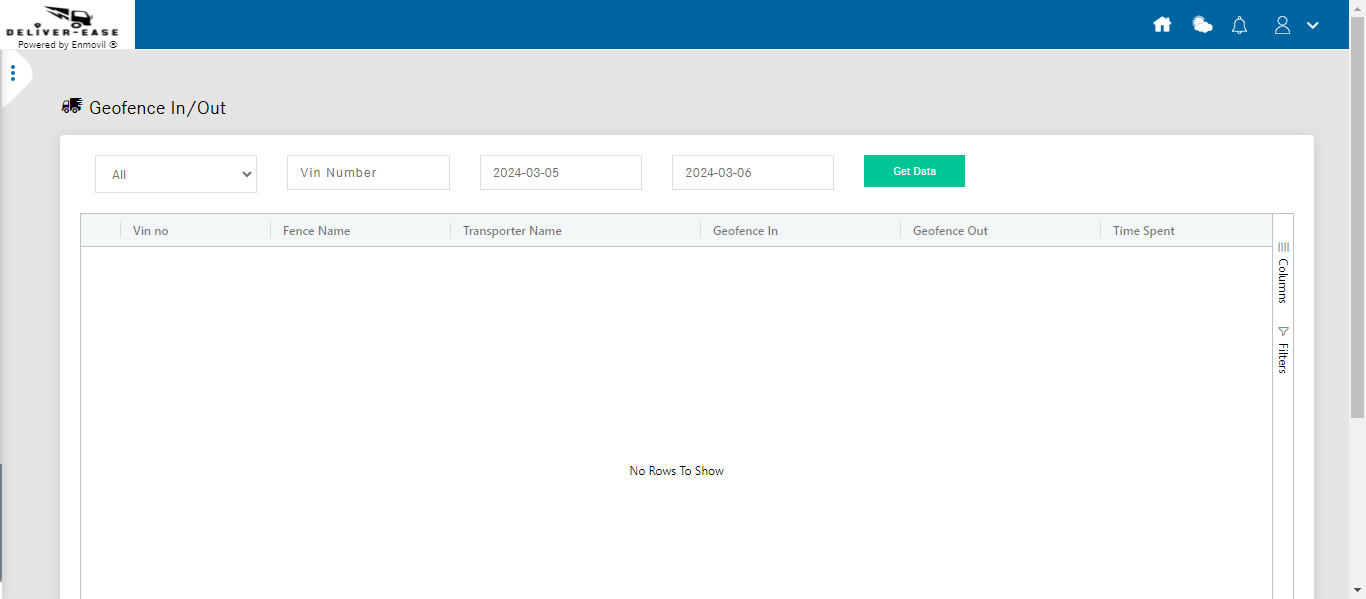 DELIVER-EASE
Powered by Enmovil ®
Geofence In/Out
All
Vin Number
2024-03-05
2024-03-06
Get Data
Vin no
Fence Name
Transporter Name
Geofence In
Geofence Out
Time Spent
Columns
Filters
No Rows To Show